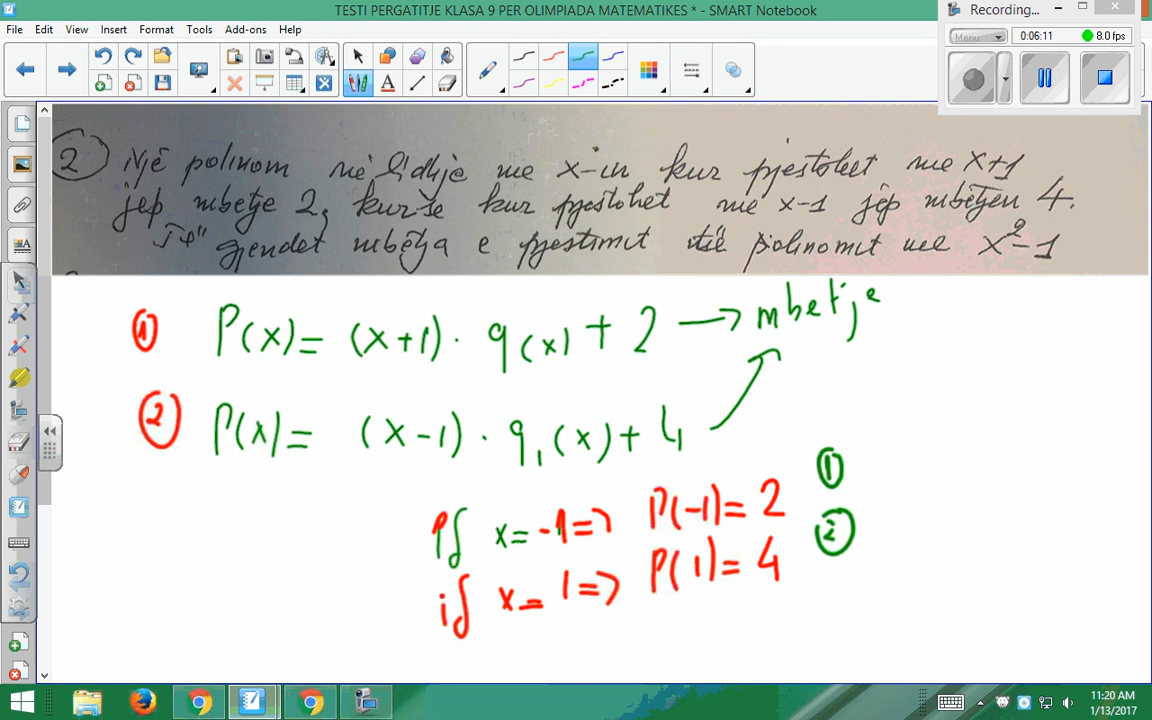 TESTI PERGATITJE KLASA 9 PER OLIMPIADA MATEMATIKES * - SMART Notebook
Recording...
File Edit View Insert Format Tools Add-ons Help
Menu 0:06:11 8.0 fps
2 Një polinom në lidhje me x-in kur pjestohet me x+1
jep mbetje 2, kurse kur pjestohet me x-1 jep mbetjen 4.
gjendet mbetja e pjestimit të polinomit me x²-1
1 P(x)= (x+1) · q(x) + 2 → mbetje
2 P(x)= (x-1) · q₁(x) + 4
if x= -1 => P(-1)= 2 1
if x= 1 => P(1)= 4 2
11:20 AM
1/13/2017